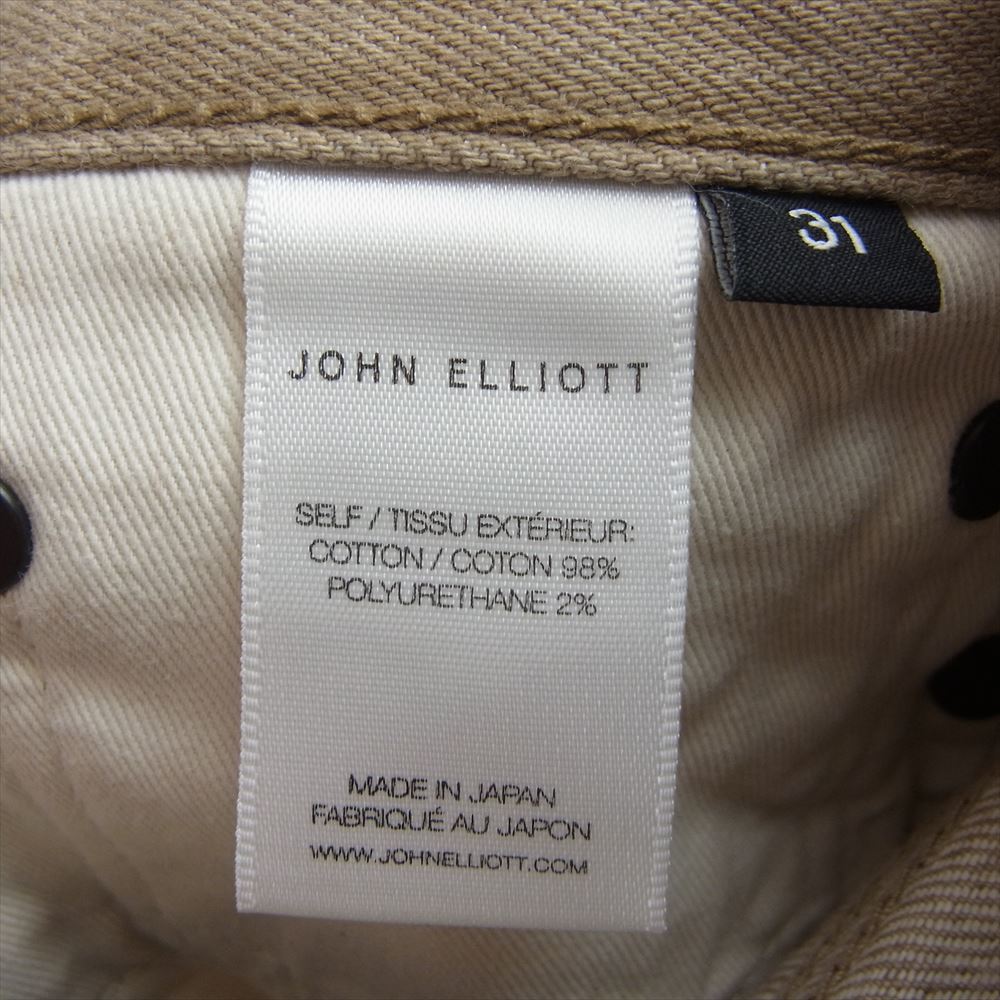 31
JOHN ELLIOTT
SELF / TISSU EXTÉRIEUR:
COTTON / COTON 98%
POLYURETHANE 2%
MADE IN JAPAN
FABRIQUÉ AU JAPON
WWW.JOHNELLIOTT.COM